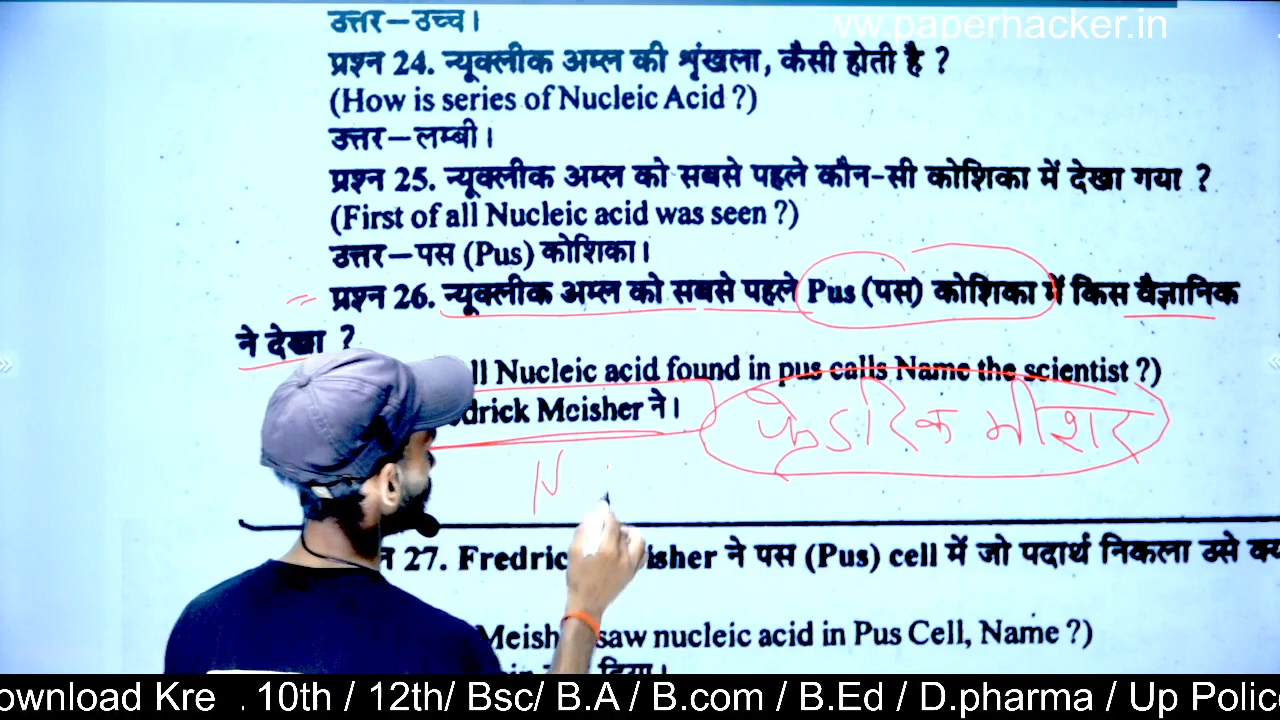 उत्तर–उच्च।
ww.paperhacker.in
प्रश्न 24. न्यूक्लीक अम्ल की शृंखला, कैसी होती है ?
(How is series of Nucleic Acid ?)
उत्तर–लम्बी।
प्रश्न 25. न्यूक्लीक अम्ल को सबसे पहले कौन-सी कोशिका में देखा गया ?
(First of all Nucleic acid was seen ?)
उत्तर–पस (Pus) कोशिका।
प्रश्न 26. न्यूक्लीक अम्ल को सबसे पहले Pus (पस) कोशिका में किस वैज्ञानिक
ने देखा ?
ll Nucleic acid found in pus calls Name the scientist ?)
drick Meisher ने।
फ्रेडरिक मीशर
N
न 27. Fredric isher ने पस (Pus) cell में जो पदार्थ निकला उसे क्य
Meish saw nucleic acid in Pus Cell, Name ?)
दिया।
ownload Kre . 10th / 12th/ Bsc/ B.A / B.com / B.Ed / D.pharma / Up Polic